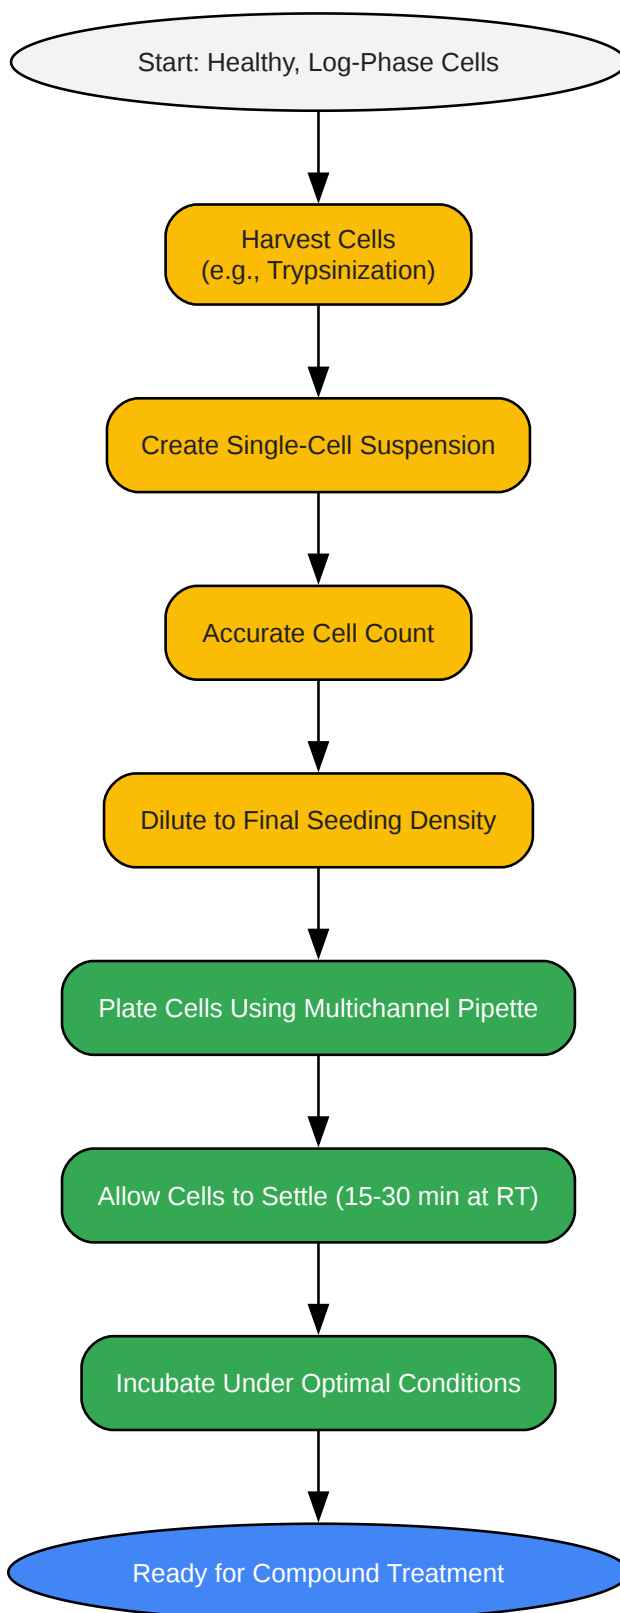 Start: Healthy, Log-Phase Cells
Harvest Cells
(e.g., Trypsinization)
Create Single-Cell Suspension
Accurate Cell Count
Dilute to Final Seeding Density
Plate Cells Using Multichannel Pipette
Allow Cells to Settle (15-30 min at RT)
Incubate Under Optimal Conditions
Ready for Compound Treatment